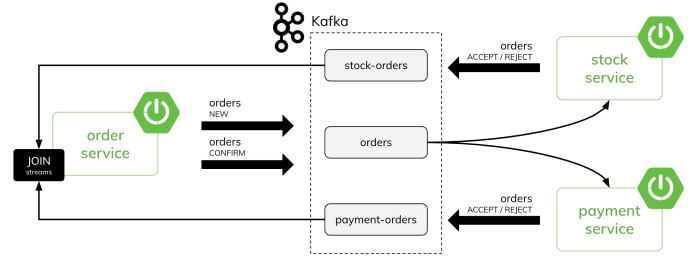 Kafka
stock-orders
orders
ACCEPT / REJECT
stock
service
orders
NEW
order
service
orders
CONFIRM
orders
JOIN
streams
payment-orders
orders
ACCEPT / REJECT
payment
service